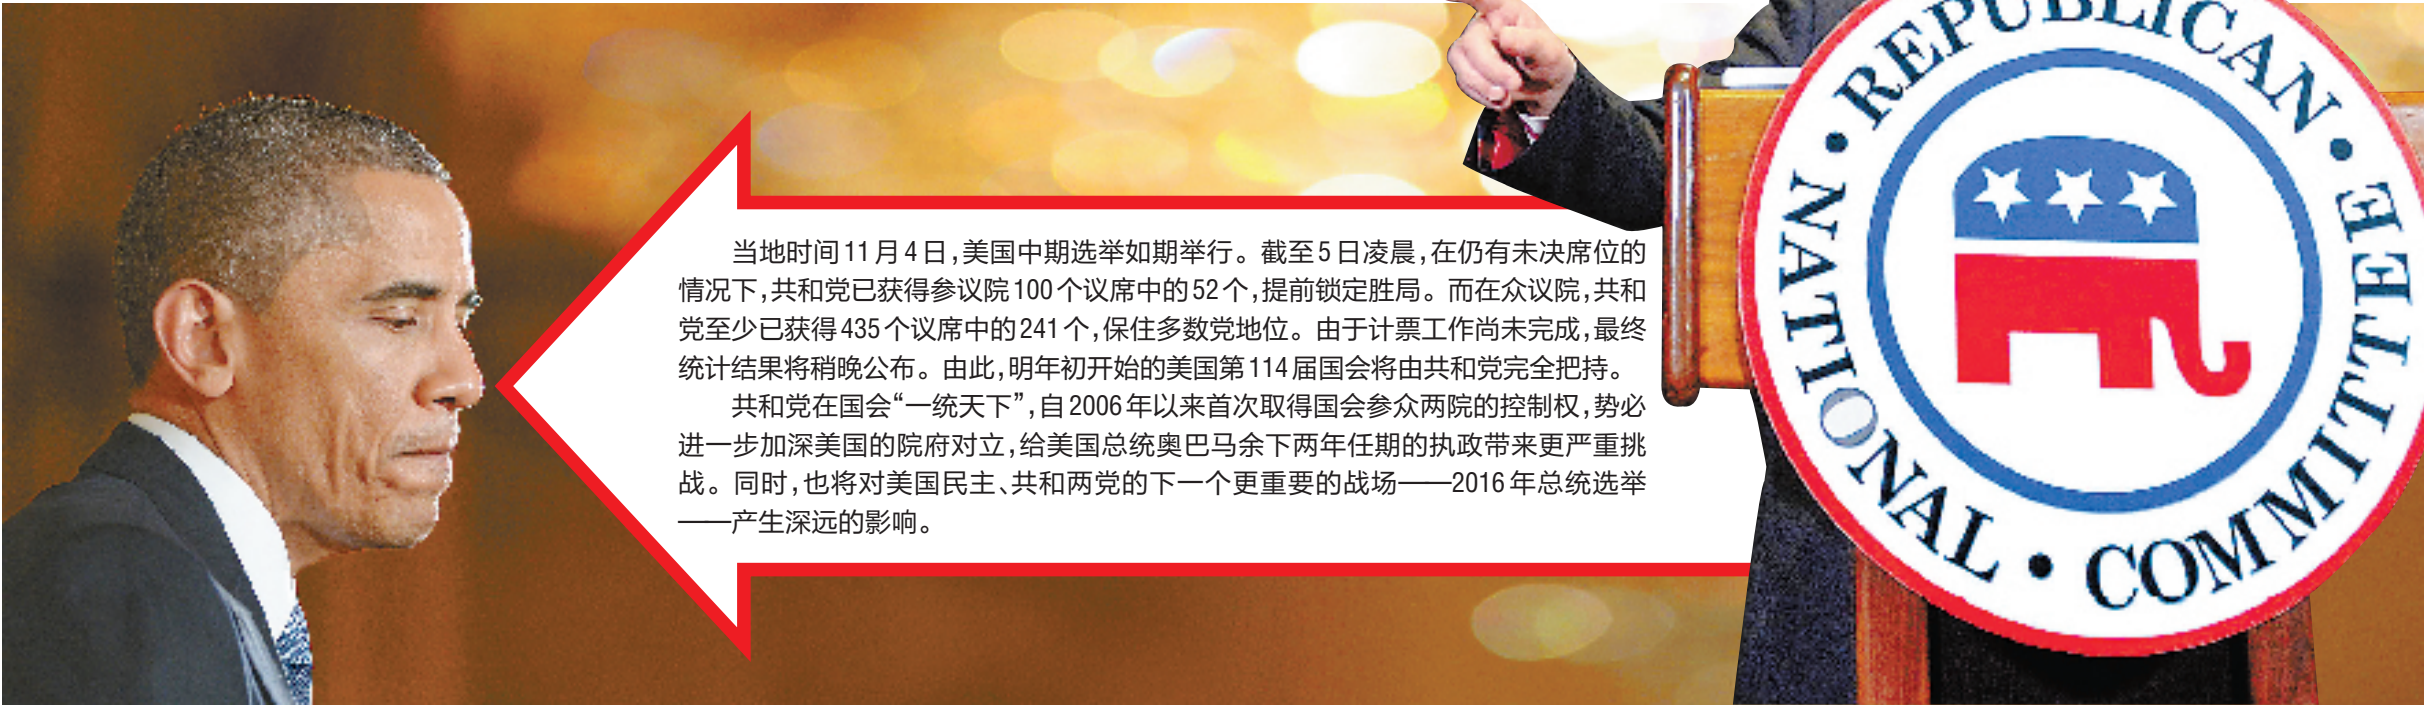 当地时间11月4日,美国中期选举如期举行。截至5日凌晨,在仍有未决席位的
情况下,共和党已获得参议院100个议席中的52个,提前锁定胜局。而在众议院,共和
党至少已获得435个议席中的241个,保住多数党地位。由于计票工作尚未完成,最终
统计结果将稍晚公布。由此,明年初开始的美国第114届国会将由共和党完全把持。
共和党在国会“一统天下”,自2006年以来首次取得国会参众两院的控制权,势必
进一步加深美国的院府对立,给美国总统奥巴马余下两年任期的执政带来更严重挑
战。同时,也将对美国民主、共和两党的下一个更重要的战场——2016年总统选举
——产生深远的影响。
REPUBLICAN • NATIONAL • COMMITTEE •